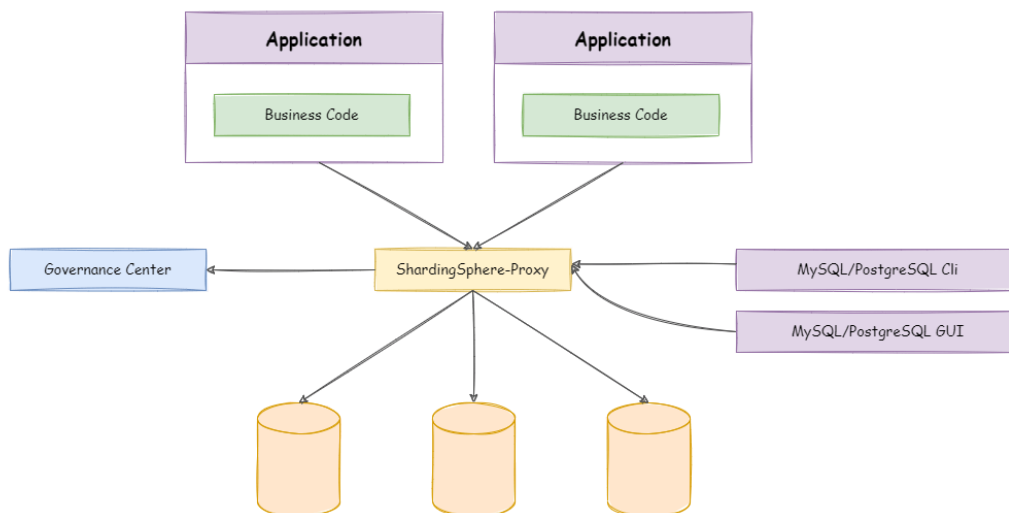 Application
Application
Business Code
Business Code
Governance Center
ShardingSphere-Proxy
MySQL/PostgreSQL Cli
MySQL/PostgreSQL GUI